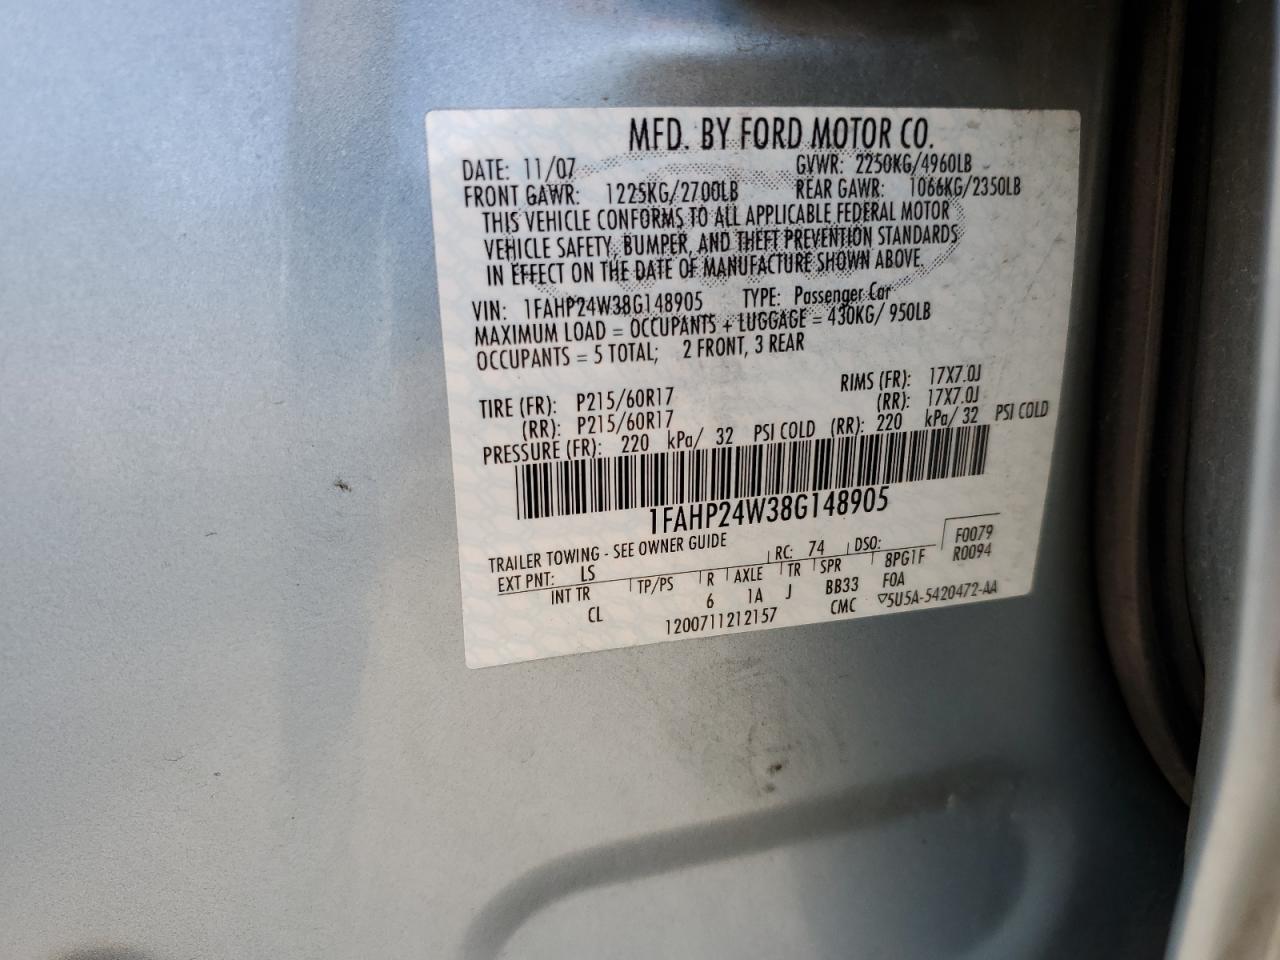 MFD. BY FORD MOTOR CO.
DATE: 11/07 GVWR: 2250KG/4960LB
FRONT GAWR: 1225KG/2700LB REAR GAWR: 1066KG/2350LB
THIS VEHICLE CONFORMS TO ALL APPLICABLE FEDERAL MOTOR
VEHICLE SAFETY, BUMPER, AND THEFT PREVENTION STANDARDS
IN EFFECT ON THE DATE OF MANUFACTURE SHOWN ABOVE.
VIN: 1FAHP24W38G148905 TYPE: Passenger Car
MAXIMUM LOAD = OCCUPANTS + LUGGAGE = 430KG/ 950LB
OCCUPANTS = 5 TOTAL; 2 FRONT, 3 REAR
TIRE (FR): P215/60R17 RIMS (FR): 17X7.0J
(RR): P215/60R17 (RR): 17X7.0J
PRESSURE (FR): 220 kPa/ 32 PSI COLD (RR): 220 kPa/ 32 PSI COLD
1FAHP24W38G148905
TRAILER TOWING - SEE OWNER GUIDE
EXT PNT: LS RC: 74 DSO: F0079
INT TR TP/PS R AXLE TR SPR 8PG1F R0094
CL 6 1A J BB33 FOA
1200711212157 CMC ▽5U5A-5420472-AA